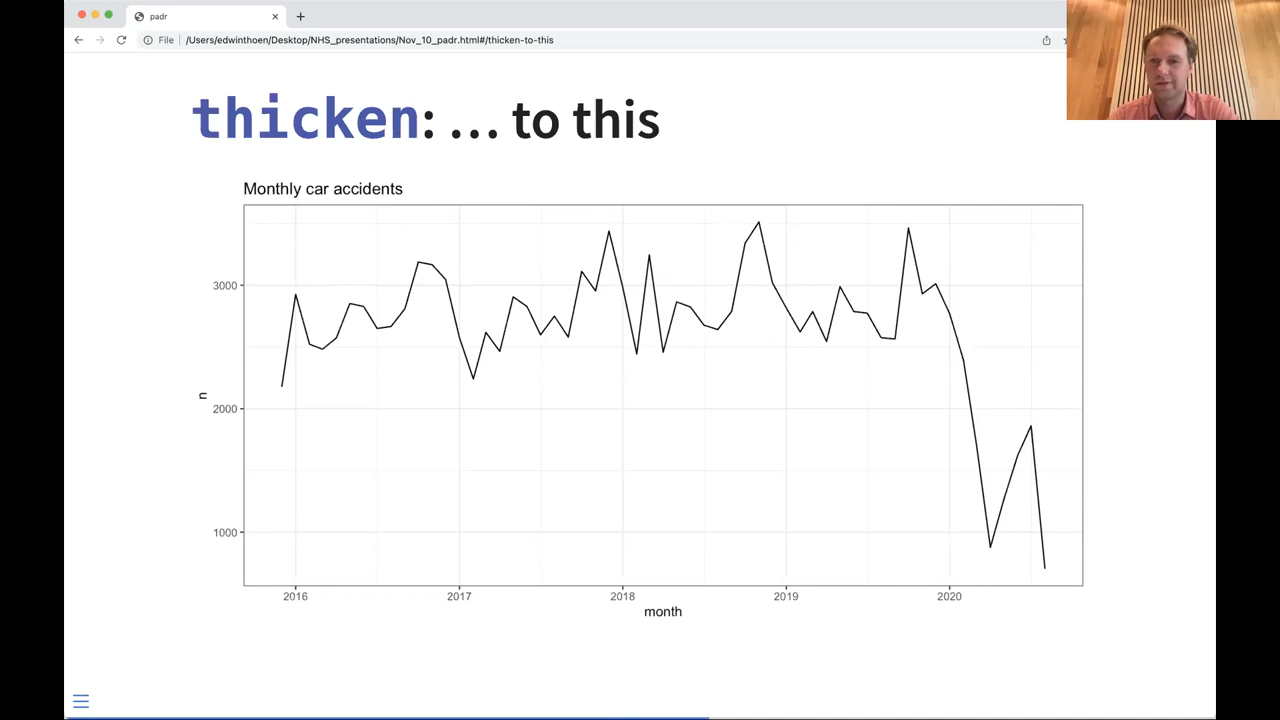 padr
File
/Users/edwinthoen/Desktop/NHS_presentations/Nov_10_padr.html#/thicken-to-this
thicken: ... to this
Monthly car accidents
3000
2000
1000
n
2016 2017 2018 2019 2020
month